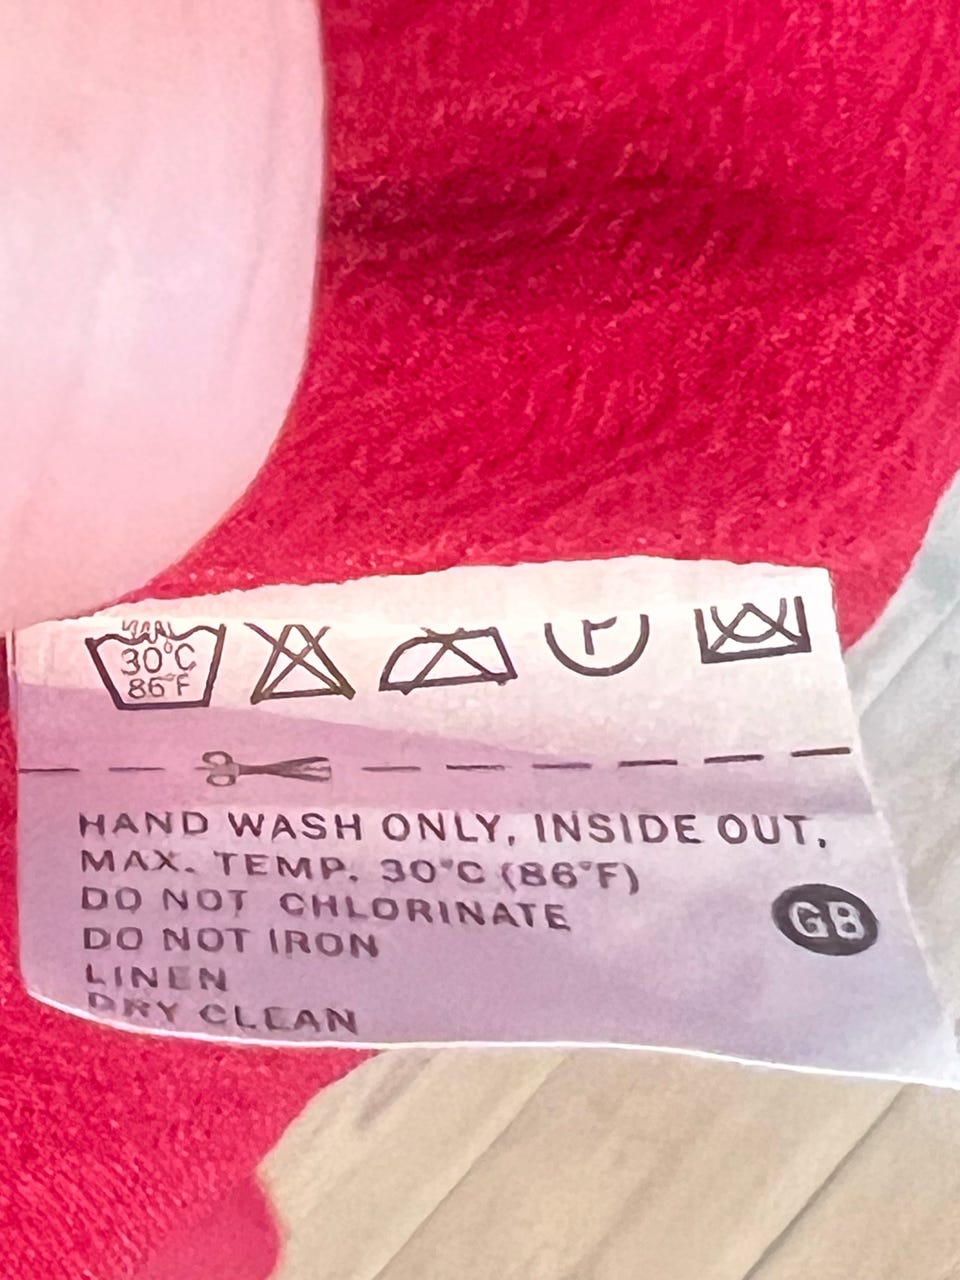 30°C
86°F
P
HAND WASH ONLY, INSIDE OUT,
MAX. TEMP. 30°C (86°F)
DO NOT CHLORINATE
GB
DO NOT IRON
LINEN
DRY CLEAN